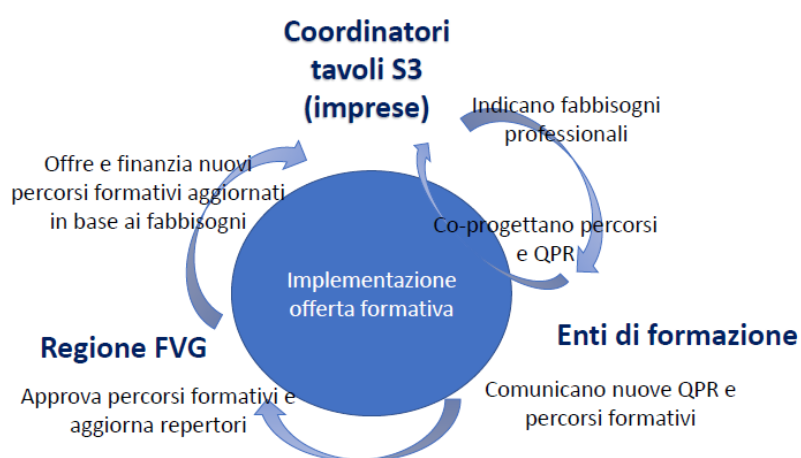 Coordinatori
tavoli S3
(imprese)
Indicano fabbisogni
professionali
Offre e finanzia nuovi
percorsi formativi aggiornati
in base ai fabbisogni
Co-progettano percorsi
e QPR
Implementazione
offerta formativa
Regione FVG
Enti di formazione
Approva percorsi formativi e
aggiorna repertori
Comunicano nuove QPR e
percorsi formativi